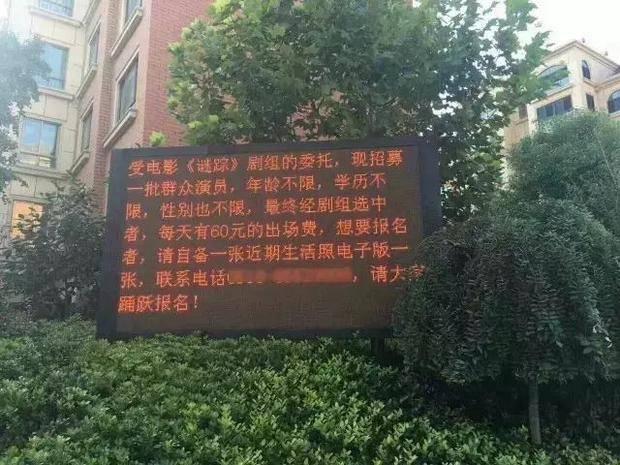 受电影《谜踪》剧组的委托，现招募
一批群众演员，年龄不限，学历不
限，性别也不限，最终经剧组选中
者，每天有60元的出场费，想要报名
者，请自备一张近期生活照电子版一
张，联系电话，请大家
踊跃报名！